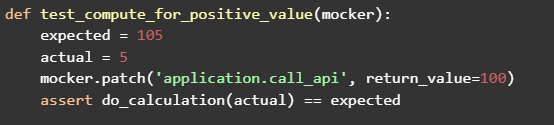 def test_compute_for_positive_value(mocker):
    expected = 105
    actual = 5
    mocker.patch('application.call_api', return_value=100)
    assert do_calculation(actual) == expected